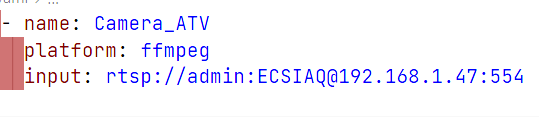 - name: Camera_ATV
platform: ffmpeg
input: rtsp://admin:ECSIAQ@192.168.1.47:554